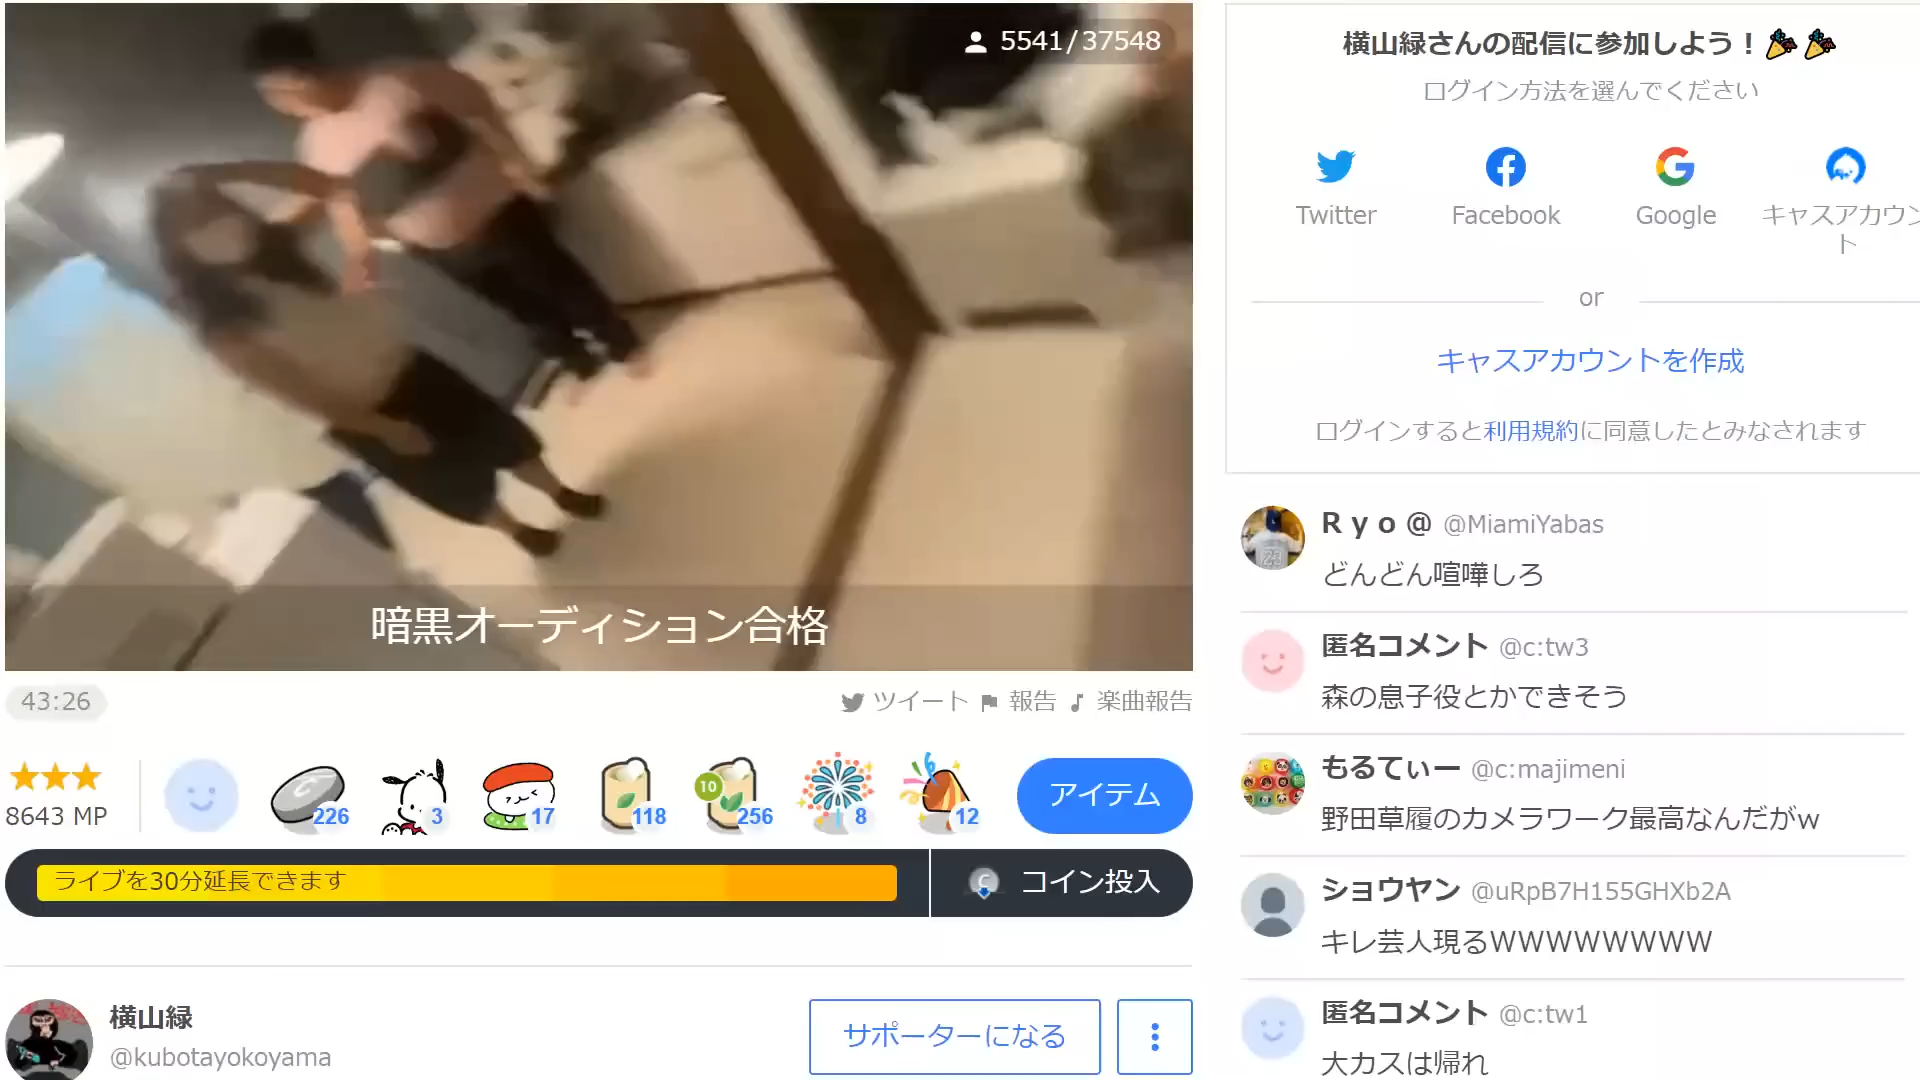 5541/37548
暗黒オーディション合格
43:26
ツイート 報告 楽曲報告
8643 MP
226
3
17
118
10
256
8
12
アイテム
ライブを30分延長できます
C コイン投入
横山緑
@kubotayokoyama
サポーターになる
横山緑さんの配信に参加しよう！
ログイン方法を選んでください
Twitter
Facebook
Google
キャスアカウン
ト
or
キャスアカウントを作成
ログインすると利用規約に同意したとみなされます
R y o @ @MiamiYabas
どんどん喧嘩しろ
匿名コメント @c:tw3
森の息子役とかできそう
もるてぃー @c:majimeni
野田草履のカメラワーク最高なんだがw
ショウヤン @uRpB7H155GHXb2A
キレ芸人現るWWWWWWWW
匿名コメント @c:tw1
大カスは帰れ